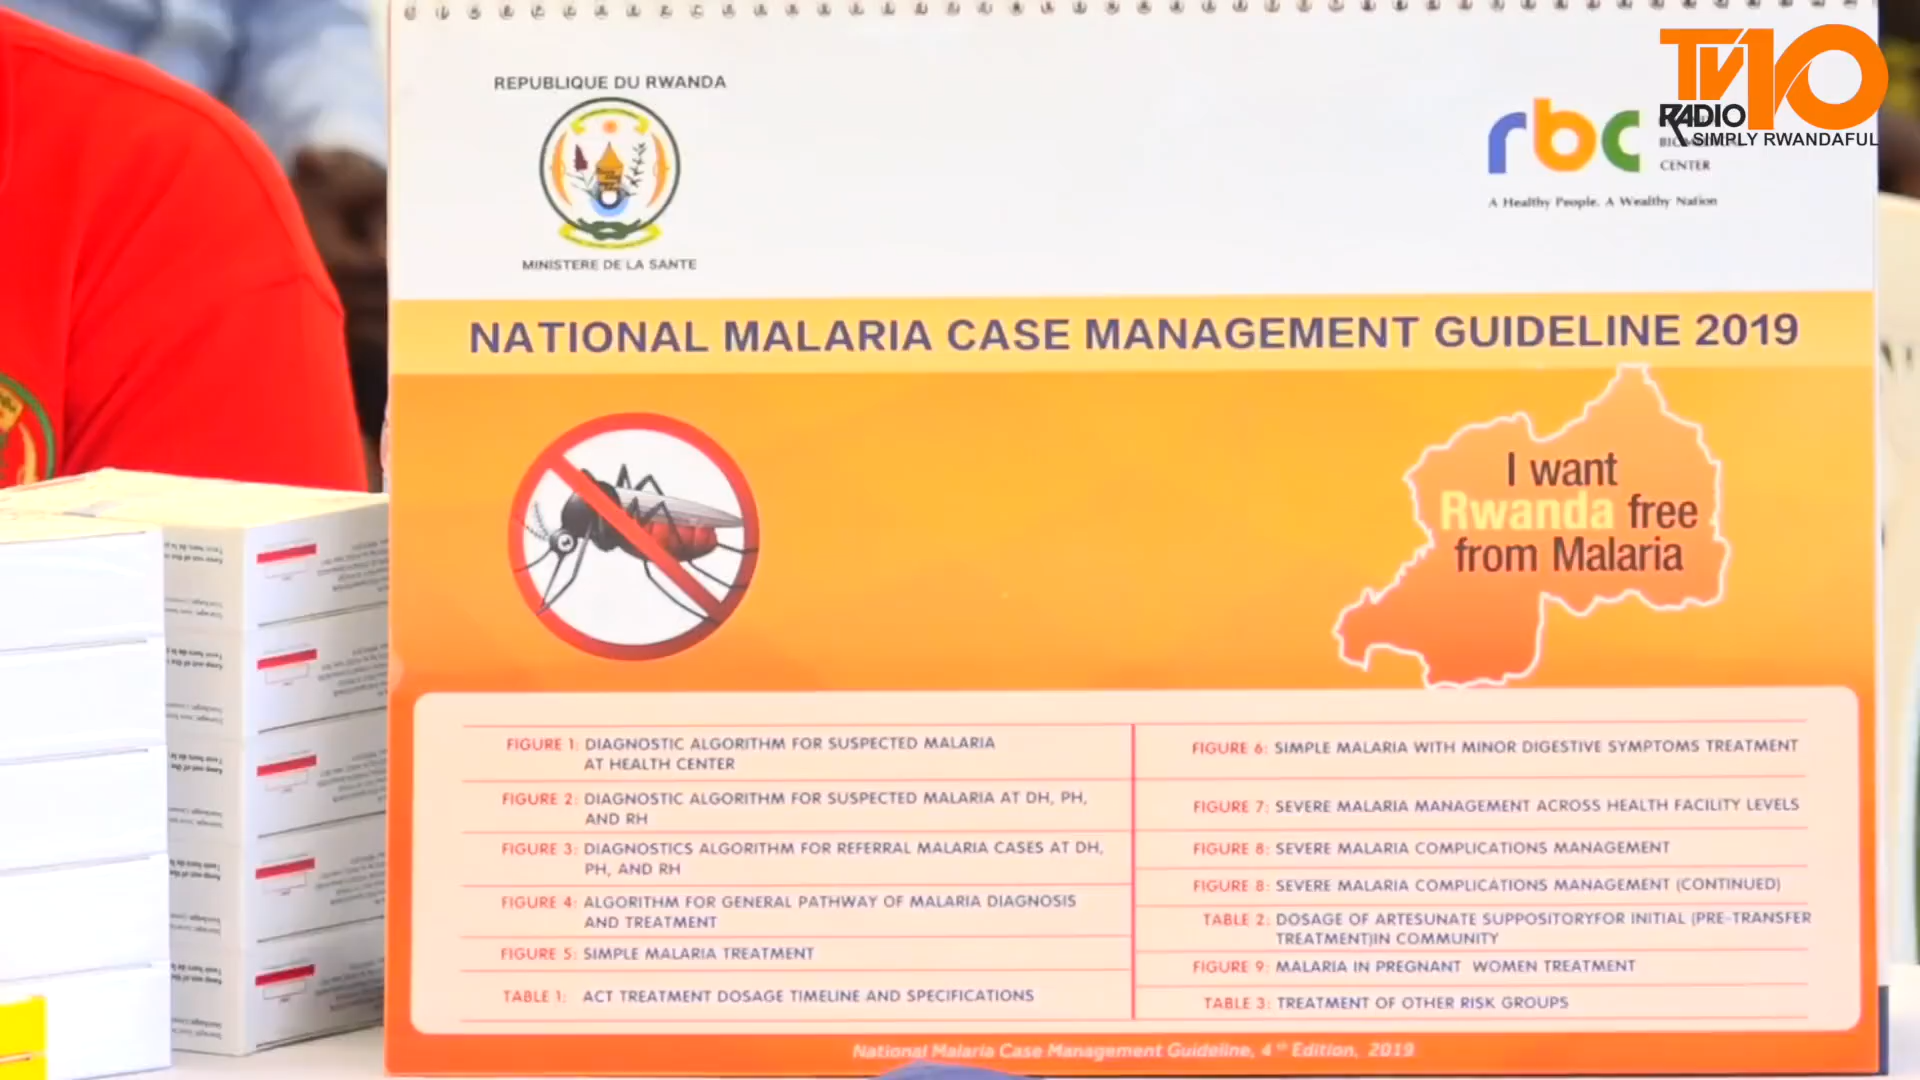 REPUBLIQUE DU RWANDA
MINISTERE DE LA SANTE
rbc
CENTER
A Healthy People. A Wealthy Nation
TV10
RADIO
SIMPLY RWANDAFUL
NATIONAL MALARIA CASE MANAGEMENT GUIDELINE 2019
I want
Rwanda free
from Malaria
FIGURE 1: DIAGNOSTIC ALGORITHM FOR SUSPECTED MALARIA
AT HEALTH CENTER
FIGURE 2: DIAGNOSTIC ALGORITHM FOR SUSPECTED MALARIA AT DH, PH,
AND RH
FIGURE 3: DIAGNOSTICS ALGORITHM FOR REFERRAL MALARIA CASES AT DH,
PH, AND RH
FIGURE 4: ALGORITHM FOR GENERAL PATHWAY OF MALARIA DIAGNOSIS
AND TREATMENT
FIGURE 5: SIMPLE MALARIA TREATMENT
TABLE 1: ACT TREATMENT DOSAGE TIMELINE AND SPECIFICATIONS
FIGURE 6: SIMPLE MALARIA WITH MINOR DIGESTIVE SYMPTOMS TREATMENT
FIGURE 7: SEVERE MALARIA MANAGEMENT ACROSS HEALTH FACILITY LEVELS
FIGURE 8: SEVERE MALARIA COMPLICATIONS MANAGEMENT
FIGURE 8: SEVERE MALARIA COMPLICATIONS MANAGEMENT (CONTINUED)
TABLE 2: DOSAGE OF ARTESUNATE SUPPOSITORYFOR INITIAL (PRE-TRANSFER
TREATMENT)IN COMMUNITY
FIGURE 9: MALARIA IN PREGNANT WOMEN TREATMENT
TABLE 3: TREATMENT OF OTHER RISK GROUPS
National Malaria Case Management Guideline, 4th Edition, 2019